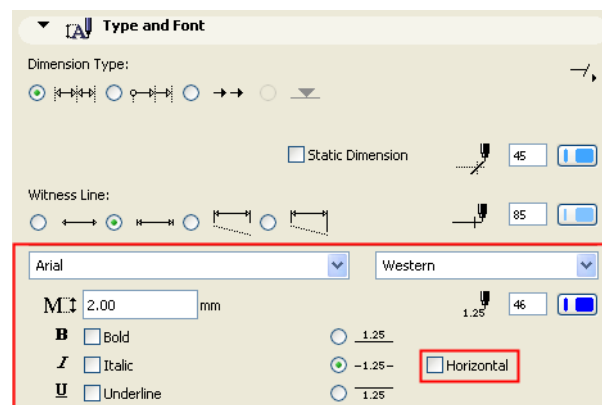 Type and Font
Dimension Type:
Static Dimension 45
Witness Line:
85
Arial Western
M 2.00 mm 1.25 46
B Bold 1.25
I Italic -1.25- Horizontal
U Underline 1.25